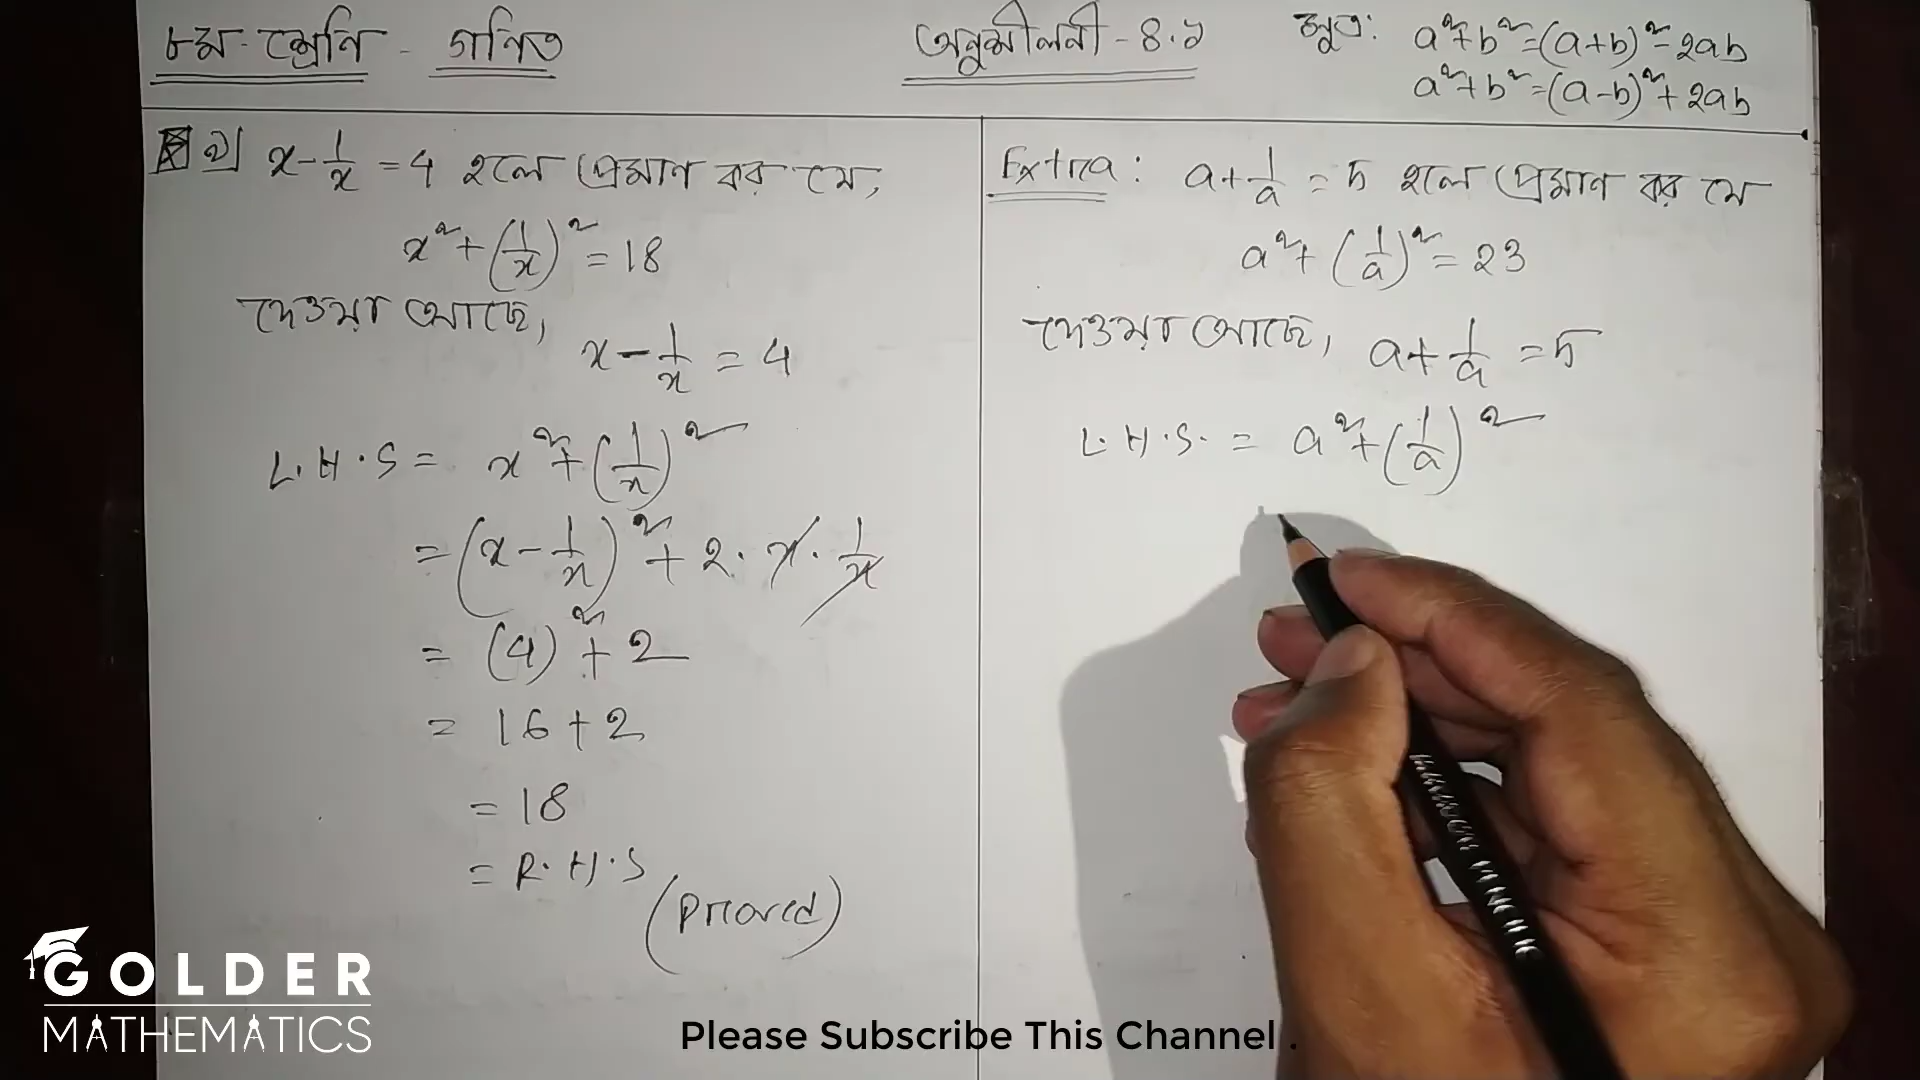 ৮ম শ্রেণি - গণিত
অনুশীলনী - ৪.১
সূত্র: a²+b²=(a+b)²-2ab
a²+b²=(a-b)²+2ab
২| x - 1/x = 4 হলে প্রমাণ কর যে,
x² + (1/x)² = 18
দেওয়া আছে,
x - 1/x = 4
L.H.S = x² + (1/x)²
= (x - 1/x)² + 2 . x . 1/x
= (4)² + 2
= 16 + 2
= 18
= R.H.S
(Proved)
Extra: a + 1/a = 5 হলে প্রমাণ কর যে
a² + (1/a)² = 23
দেওয়া আছে, a + 1/a = 5
L.H.S. = a² + (1/a)²
GOLDER
MATHEMATICS
Please Subscribe This Channel .